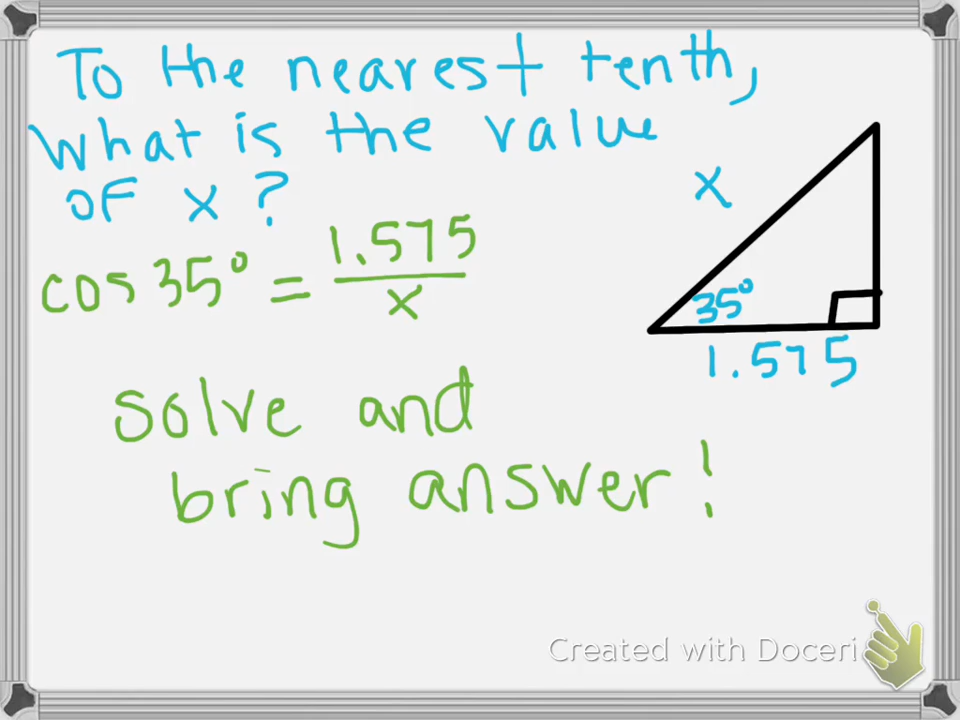 To the nearest tenth,
what is the value
of x?
cos 35° = 1.575
x
x
35°
1.575
solve and
bring answer!
Created with Doceri